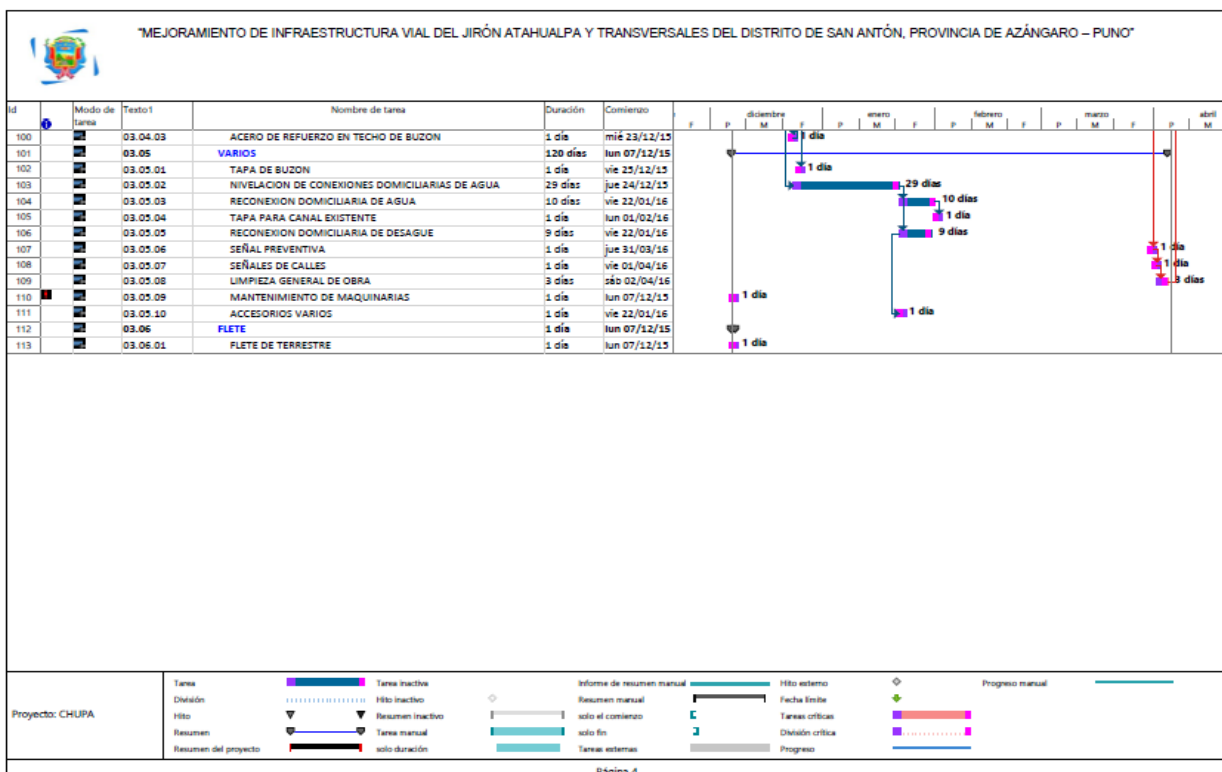 "MEJORAMIENTO DE INFRAESTRUCTURA VIAL DEL JIRÓN ATAHUALPA Y TRANSVERSALES DEL DISTRITO DE SAN ANTÓN, PROVINCIA DE AZÁNGARO – PUNO"
Id Modo de tarea Texto1 Nombre de tarea Duración Comienzo
diciembre enero febrero marzo abril
F P M F P M F P M F P M F P M
100 03.04.03 ACERO DE REFUERZO EN TECHO DE BUZON 1 día mié 23/12/15 1 día
101 03.05 VARIOS 120 días lun 07/12/15
102 03.05.01 TAPA DE BUZON 1 día vie 25/12/15 1 día
103 03.05.02 NIVELACION DE CONEXIONES DOMICILIARIAS DE AGUA 29 días jue 24/12/15 29 días
104 03.05.03 RECONEXION DOMICILIARIA DE AGUA 10 días vie 22/01/16 10 días
105 03.05.04 TAPA PARA CANAL EXISTENTE 1 día lun 01/02/16 1 día
106 03.05.05 RECONEXION DOMICILIARIA DE DESAGUE 9 días vie 22/01/16 9 días
107 03.05.06 SEÑAL PREVENTIVA 1 día jue 31/03/16 1 día
108 03.05.07 SEÑALES DE CALLES 1 día vie 01/04/16 1 día
109 03.05.08 LIMPIEZA GENERAL DE OBRA 3 días sáb 02/04/16 3 días
110 03.05.09 MANTENIMIENTO DE MAQUINARIAS 1 día lun 07/12/15 1 día
111 03.05.10 ACCESORIOS VARIOS 1 día vie 22/01/16 1 día
112 03.06 FLETE 1 día lun 07/12/15
113 03.06.01 FLETE DE TERRESTRE 1 día lun 07/12/15 1 día
Proyecto: CHUPA
Tarea Tarea inactiva Informe de resumen manual Hito externo Progreso manual
División Hito inactivo Resumen manual Fecha límite
Hito Resumen inactivo solo el comienzo Tareas críticas
Resumen Tarea manual solo fin División crítica
Resumen del proyecto solo duración Tareas externas Progreso
Página 4